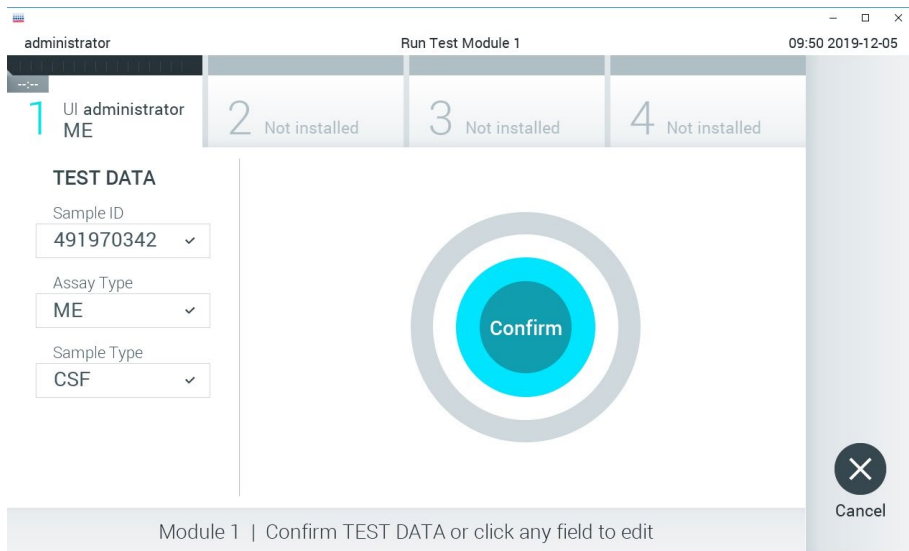 administrator Run Test Module 1 09:50 2019-12-05
--:--
1 UI administrator
ME
2 Not installed
3 Not installed
4 Not installed
TEST DATA
Sample ID
491970342
Assay Type
ME
Sample Type
CSF
Confirm
Cancel
Module 1 | Confirm TEST DATA or click any field to edit